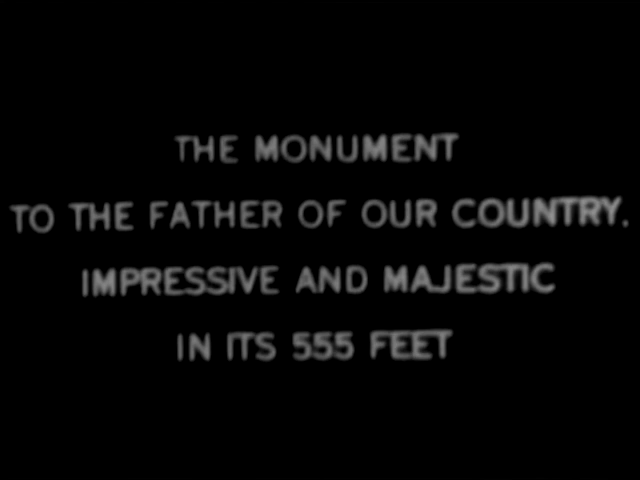 THE MONUMENT
TO THE FATHER OF OUR COUNTRY.
IMPRESSIVE AND MAJESTIC
IN ITS 555 FEET